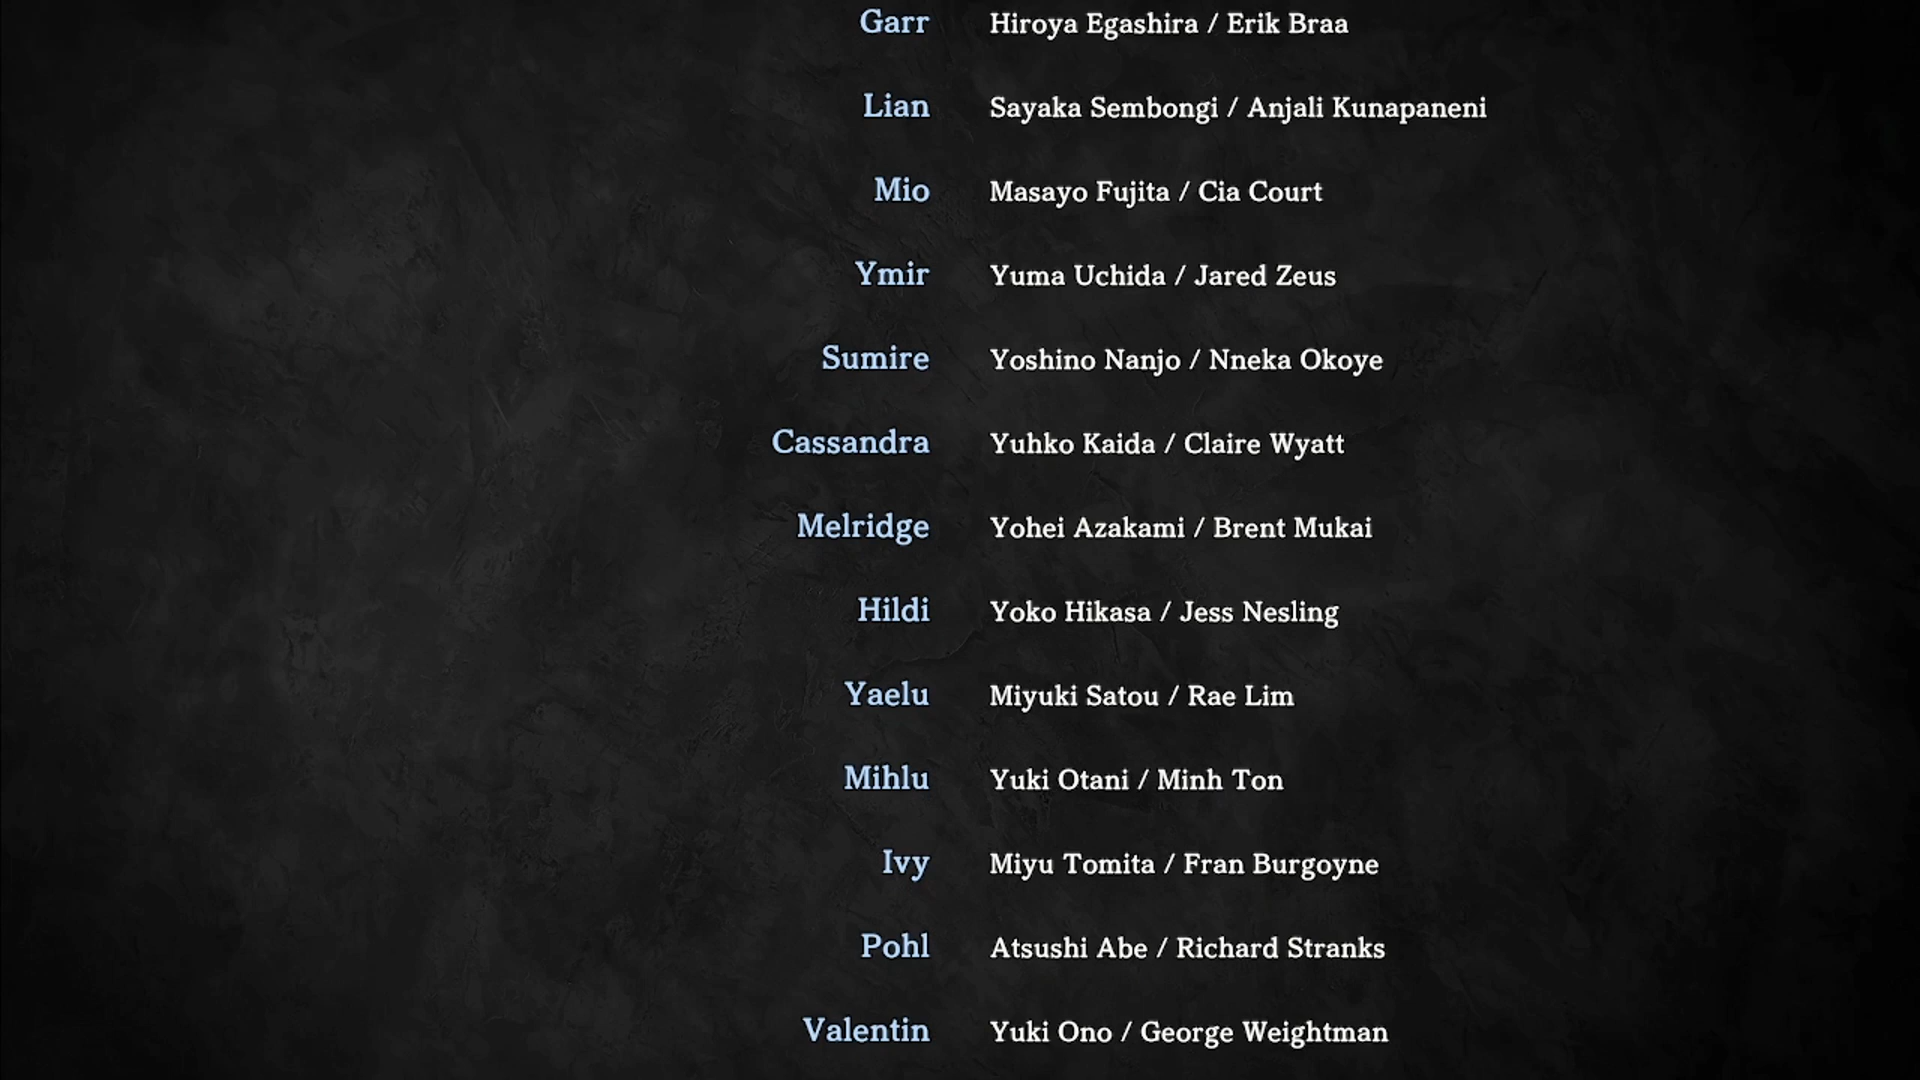 Garr Hiroya Egashira / Erik Braa
Lian Sayaka Sembongi / Anjali Kunapaneni
Mio Masayo Fujita / Cia Court
Ymir Yuma Uchida / Jared Zeus
Sumire Yoshino Nanjo / Nneka Okoye
Cassandra Yuhko Kaida / Claire Wyatt
Melridge Yohei Azakami / Brent Mukai
Hildi Yoko Hikasa / Jess Nesling
Yaelu Miyuki Satou / Rae Lim
Mihlu Yuki Otani / Minh Ton
Ivy Miyu Tomita / Fran Burgoyne
Pohl Atsushi Abe / Richard Stranks
Valentin Yuki Ono / George Weightman